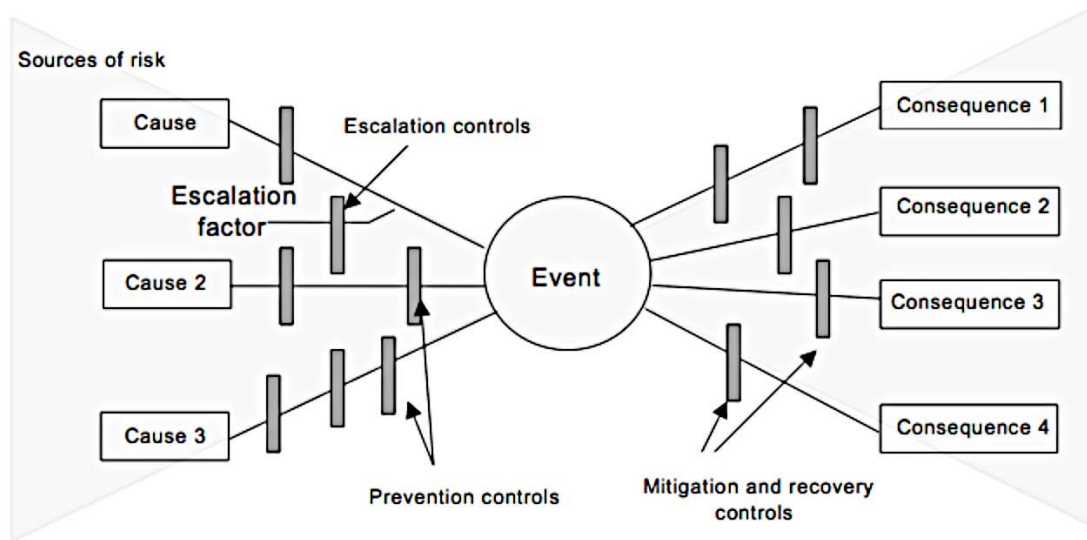 Sources of risk
Cause
Escalation controls
Escalation
factor
Cause 2
Cause 3
Prevention controls
Event
Consequence 1
Consequence 2
Consequence 3
Consequence 4
Mitigation and recovery
controls